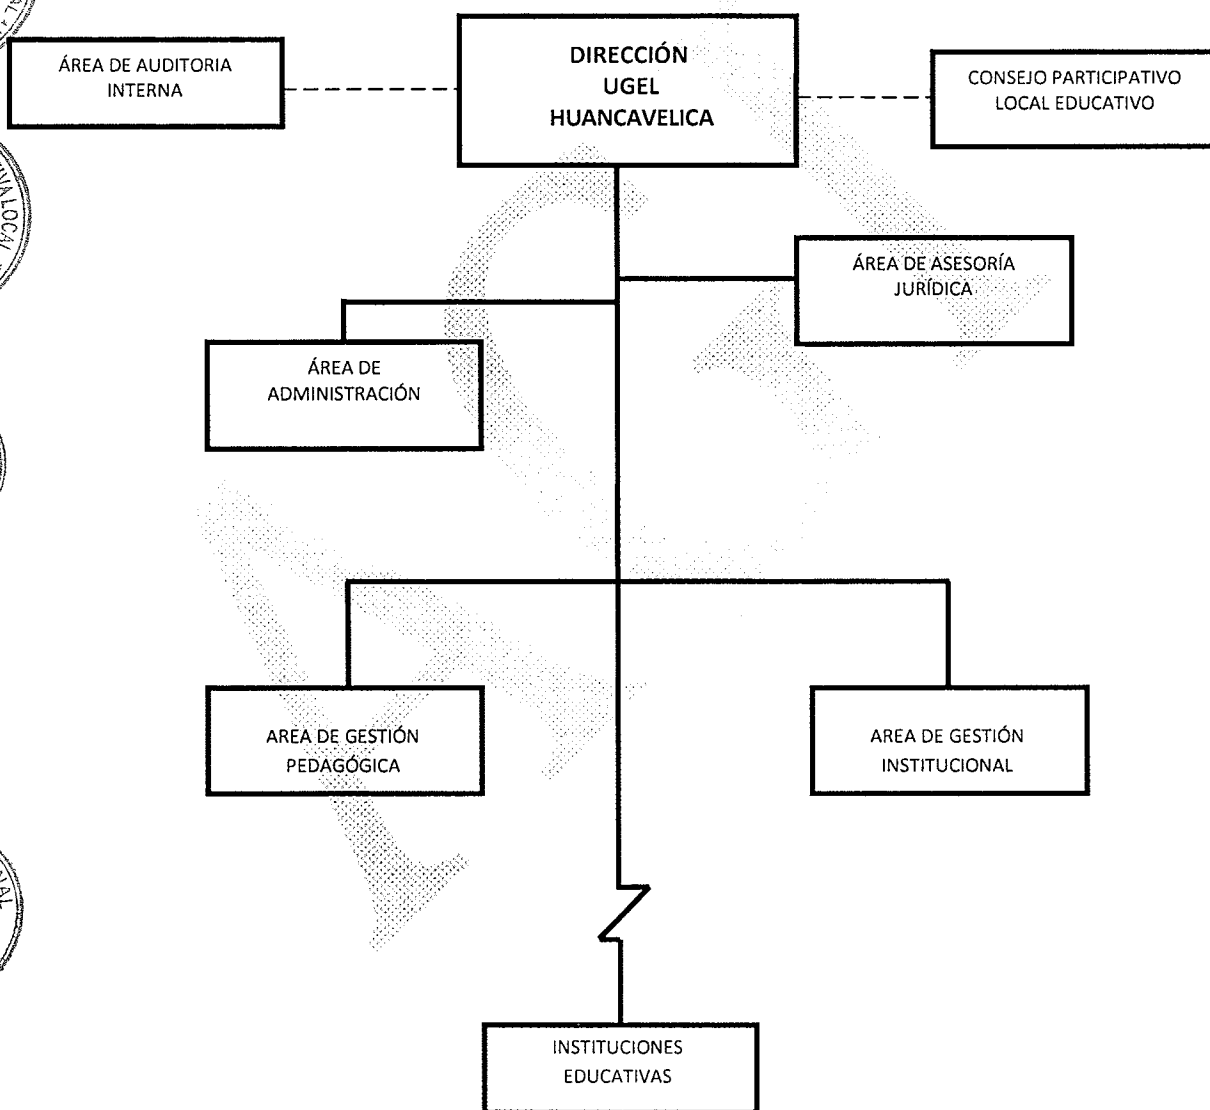 ÁREA DE AUDITORIA
INTERNA
DIRECCIÓN
UGEL
HUANCAVELICA
CONSEJO PARTICIPATIVO
LOCAL EDUCATIVO
ÁREA DE ASESORÍA
JURÍDICA
ÁREA DE
ADMINISTRACIÓN
AREA DE GESTIÓN
PEDAGÓGICA
AREA DE GESTIÓN
INSTITUCIONAL
INSTITUCIONES
EDUCATIVAS